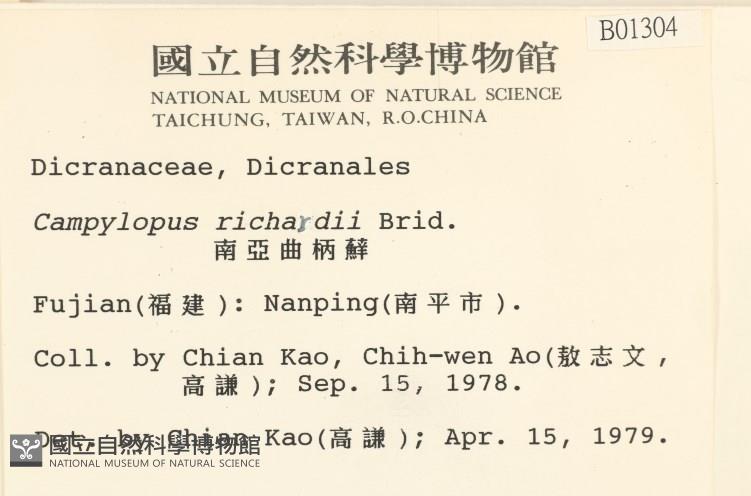 B01304
國立自然科學博物館
NATIONAL MUSEUM OF NATURAL SCIENCE
TAICHUNG, TAIWAN, R.O.CHINA
Dicranaceae, Dicranales
Campylopus richardii Brid.
南亞曲柄蘚
Fujian(福建): Nanping(南平市).
Coll. by Chian Kao, Chih-wen Ao(敖志文,
高謙); Sep. 15, 1978.
Det. by Chian Kao(高謙); Apr. 15, 1979.
國立自然科學博物館
NATIONAL MUSEUM OF NATURAL SCIENCE